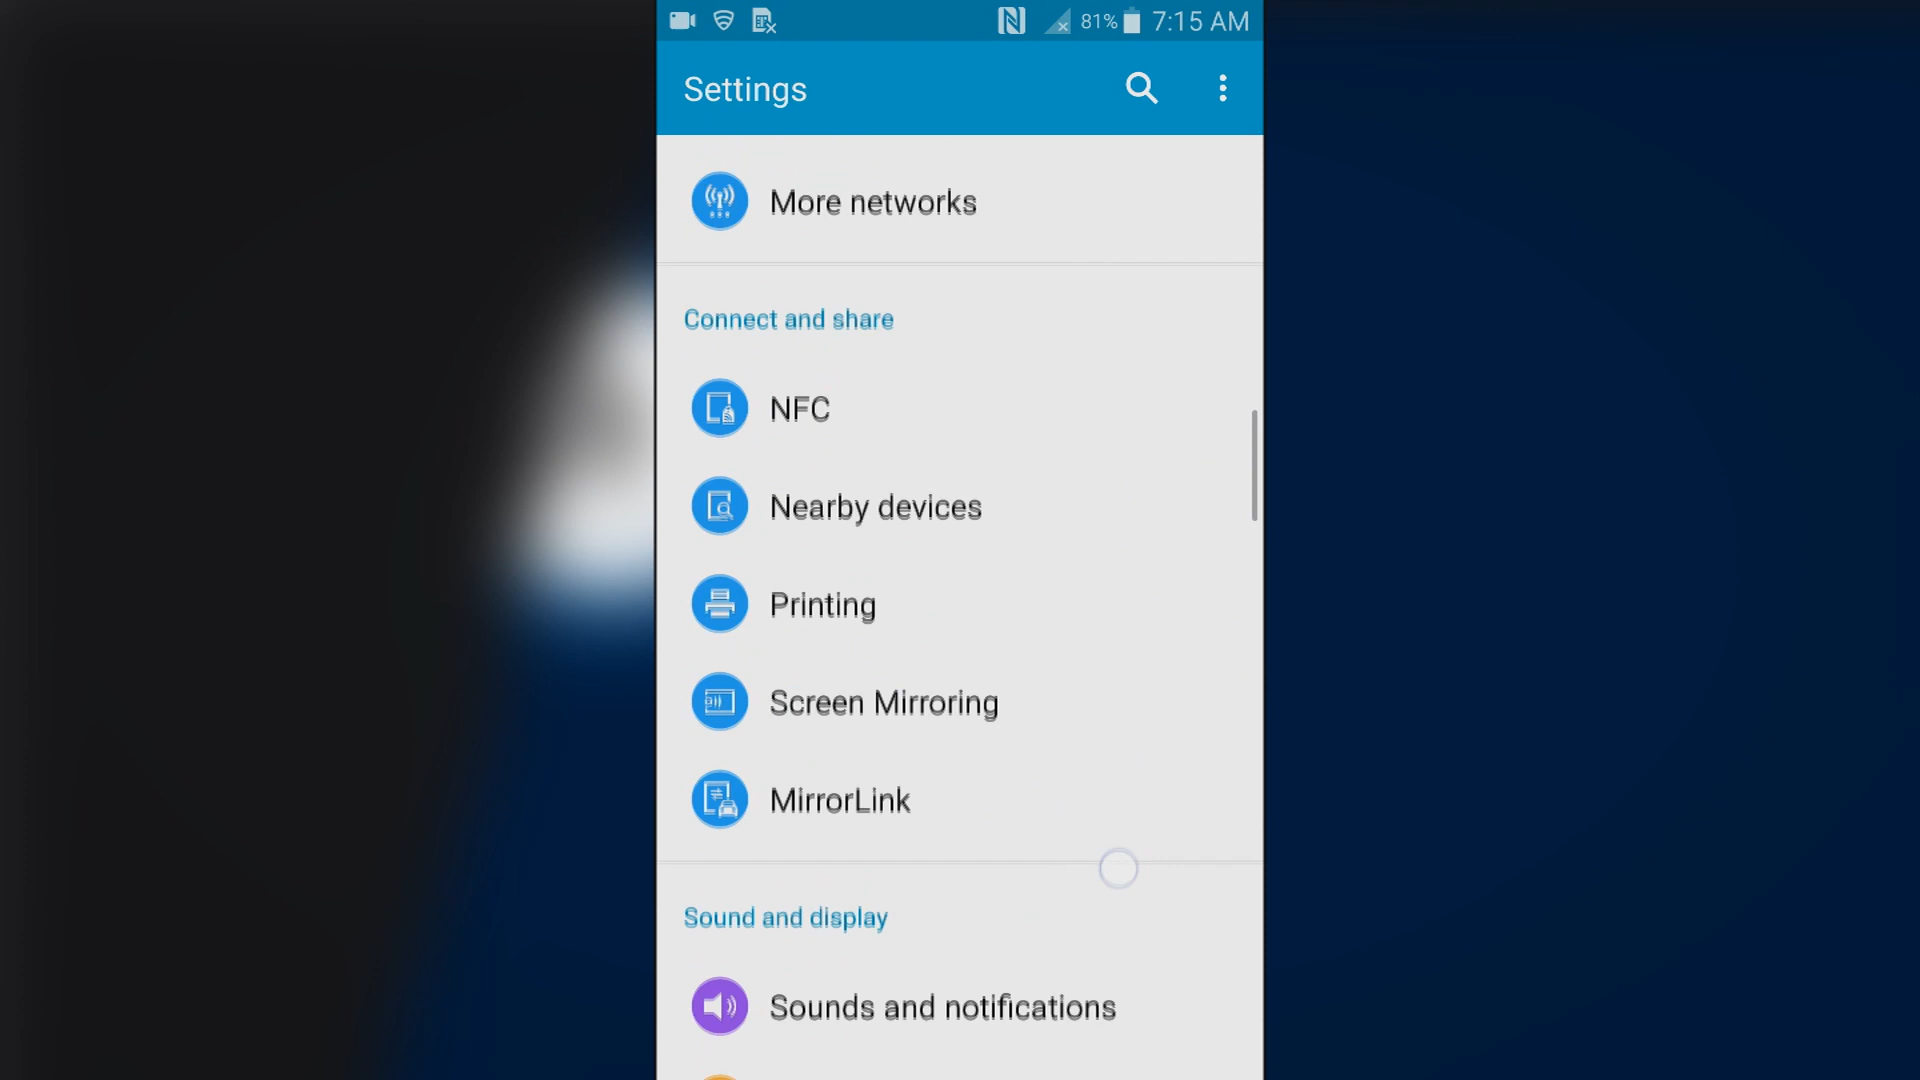 81% 7:15 AM
Settings
More networks
Connect and share
NFC
Nearby devices
Printing
Screen Mirroring
MirrorLink
Sound and display
Sounds and notifications